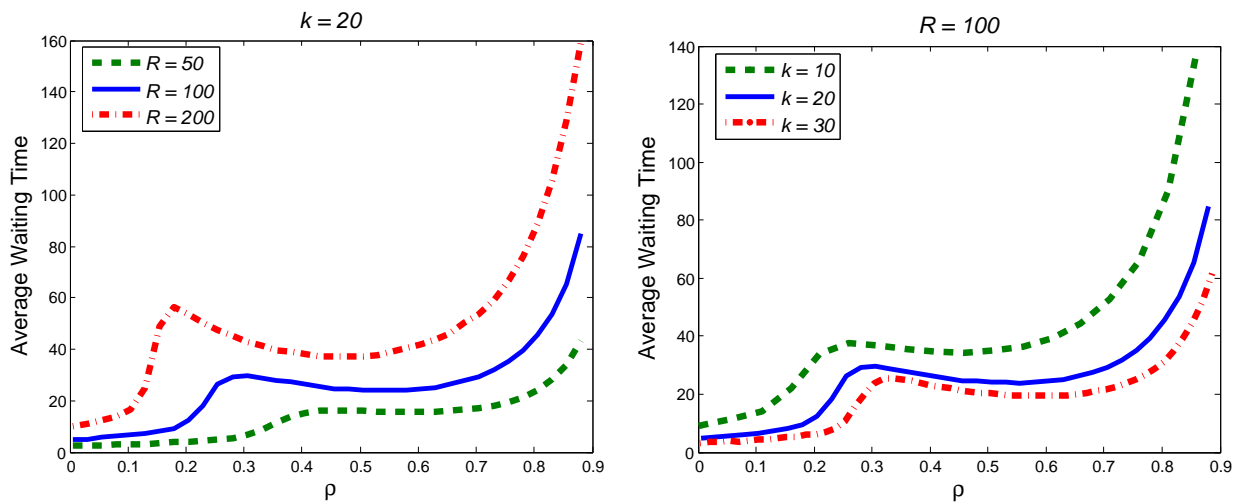 k = 20
160
140
120
100
80
60
40
20
0
Average Waiting Time
R = 50
R = 100
R = 200
0 0.1 0.2 0.3 0.4 0.5 0.6 0.7 0.8 0.9
ρ
R = 100
140
120
100
80
60
40
20
0
Average Waiting Time
k = 10
k = 20
k = 30
0 0.1 0.2 0.3 0.4 0.5 0.6 0.7 0.8 0.9
ρ